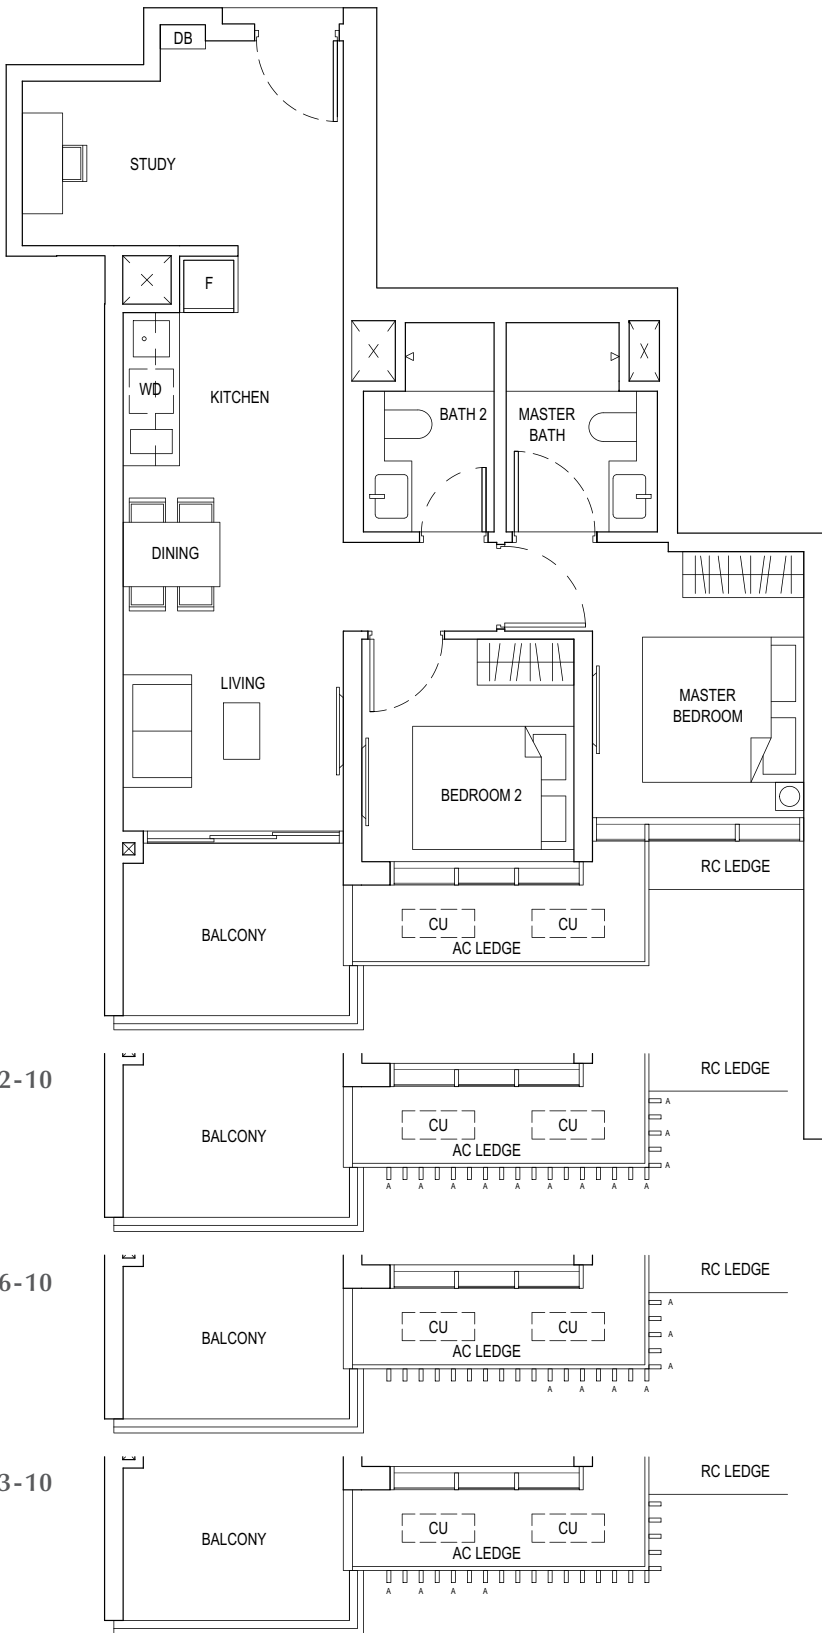 DB
STUDY
F
WD
KITCHEN
BATH 2
MASTER
BATH
DINING
LIVING
MASTER
BEDROOM
BEDROOM 2
RC LEDGE
BALCONY
CU
CU
AC LEDGE
2-10
RC LEDGE
BALCONY
CU
CU
AC LEDGE
A
A
A
A A A A A A A A A
6-10
RC LEDGE
BALCONY
CU
CU
AC LEDGE
A
A
A
A A A A
3-10
RC LEDGE
BALCONY
CU
CU
AC LEDGE
A A A A